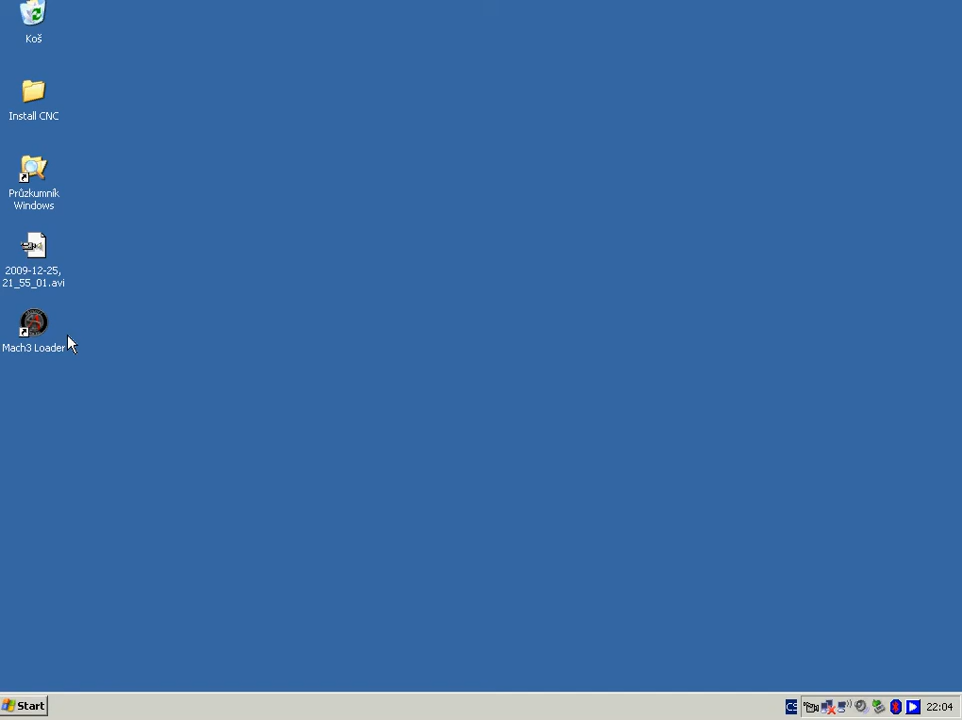 Koš
Install CNC
Průzkumník
Windows
2009-12-25,
21_55_01.avi
Mach3 Loader
Start
CS
22:04